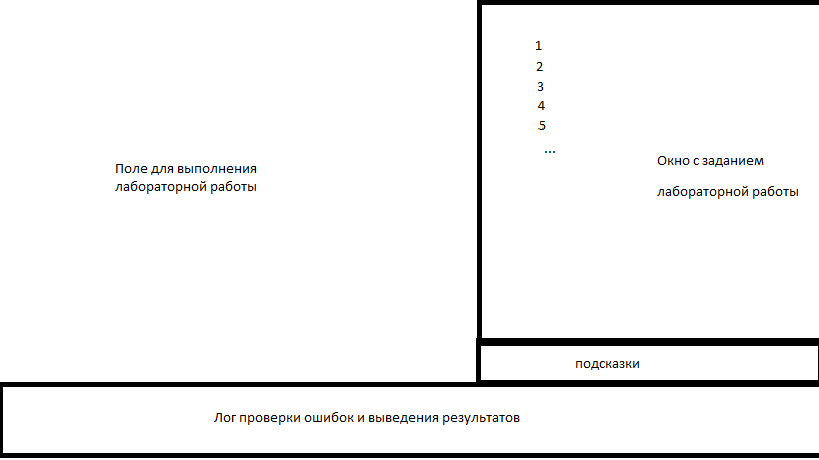 Поле для выполнения
лабораторной работы
1
2
3
4
5
...
Окно с заданием
лабораторной работы
подсказки
Лог проверки ошибок и выведения результатов